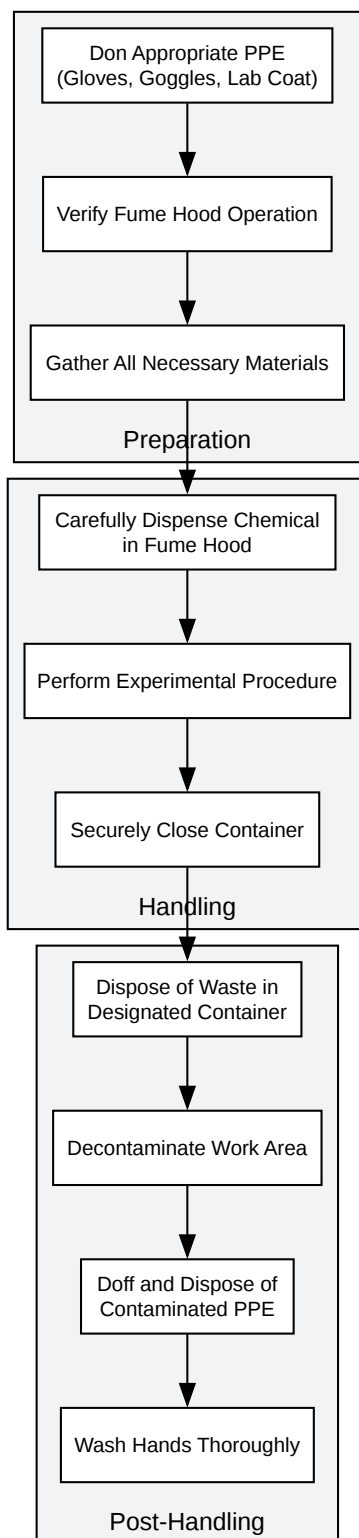 Don Appropriate PPE
(Gloves, Goggles, Lab Coat)
Verify Fume Hood Operation
Gather All Necessary Materials
Preparation
Carefully Dispense Chemical
in Fume Hood
Perform Experimental Procedure
Securely Close Container
Handling
Dispose of Waste in
Designated Container
Decontaminate Work Area
Doff and Dispose of
Contaminated PPE
Wash Hands Thoroughly
Post-Handling